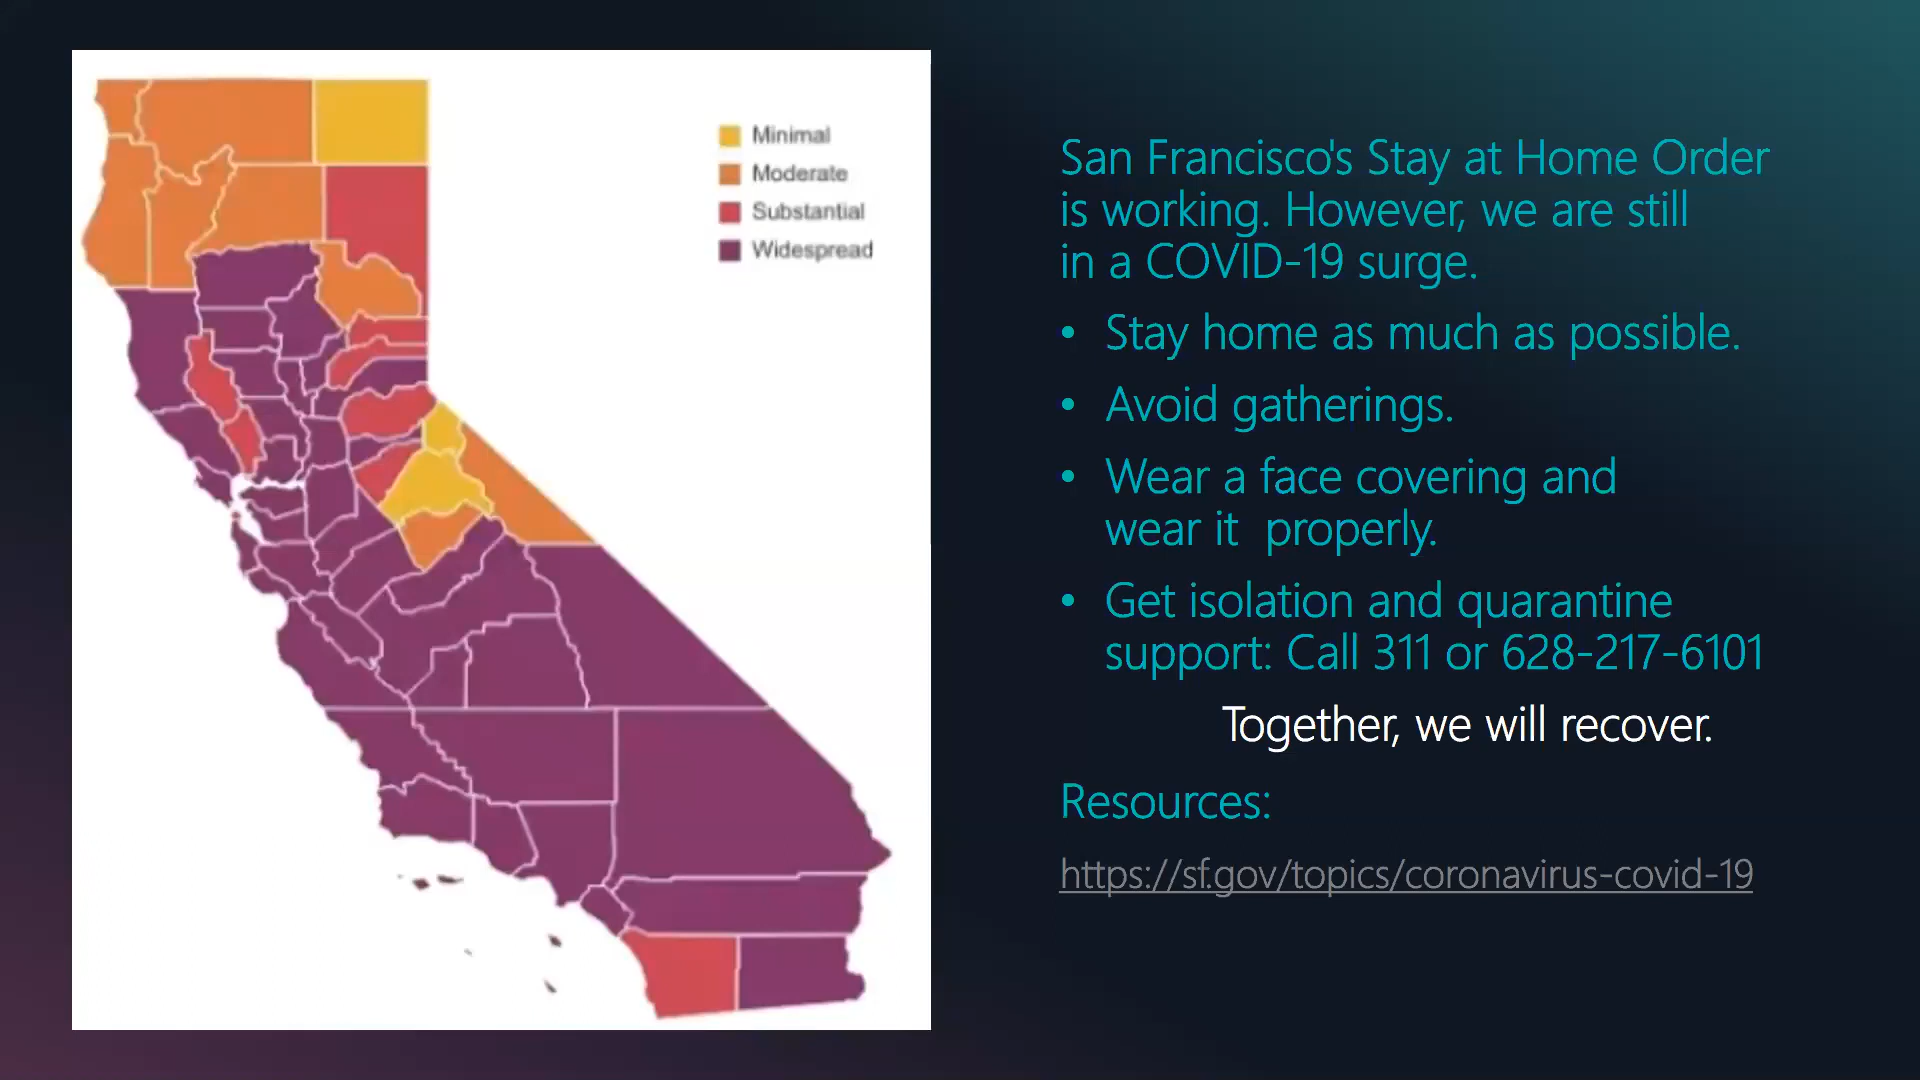 Minimal
Moderate
Substantial
Widespread
San Francisco's Stay at Home Order
is working. However, we are still
in a COVID-19 surge.
• Stay home as much as possible.
• Avoid gatherings.
• Wear a face covering and
wear it  properly.
• Get isolation and quarantine
support: Call 311 or 628-217-6101
Together, we will recover.
Resources:
https://sf.gov/topics/coronavirus-covid-19